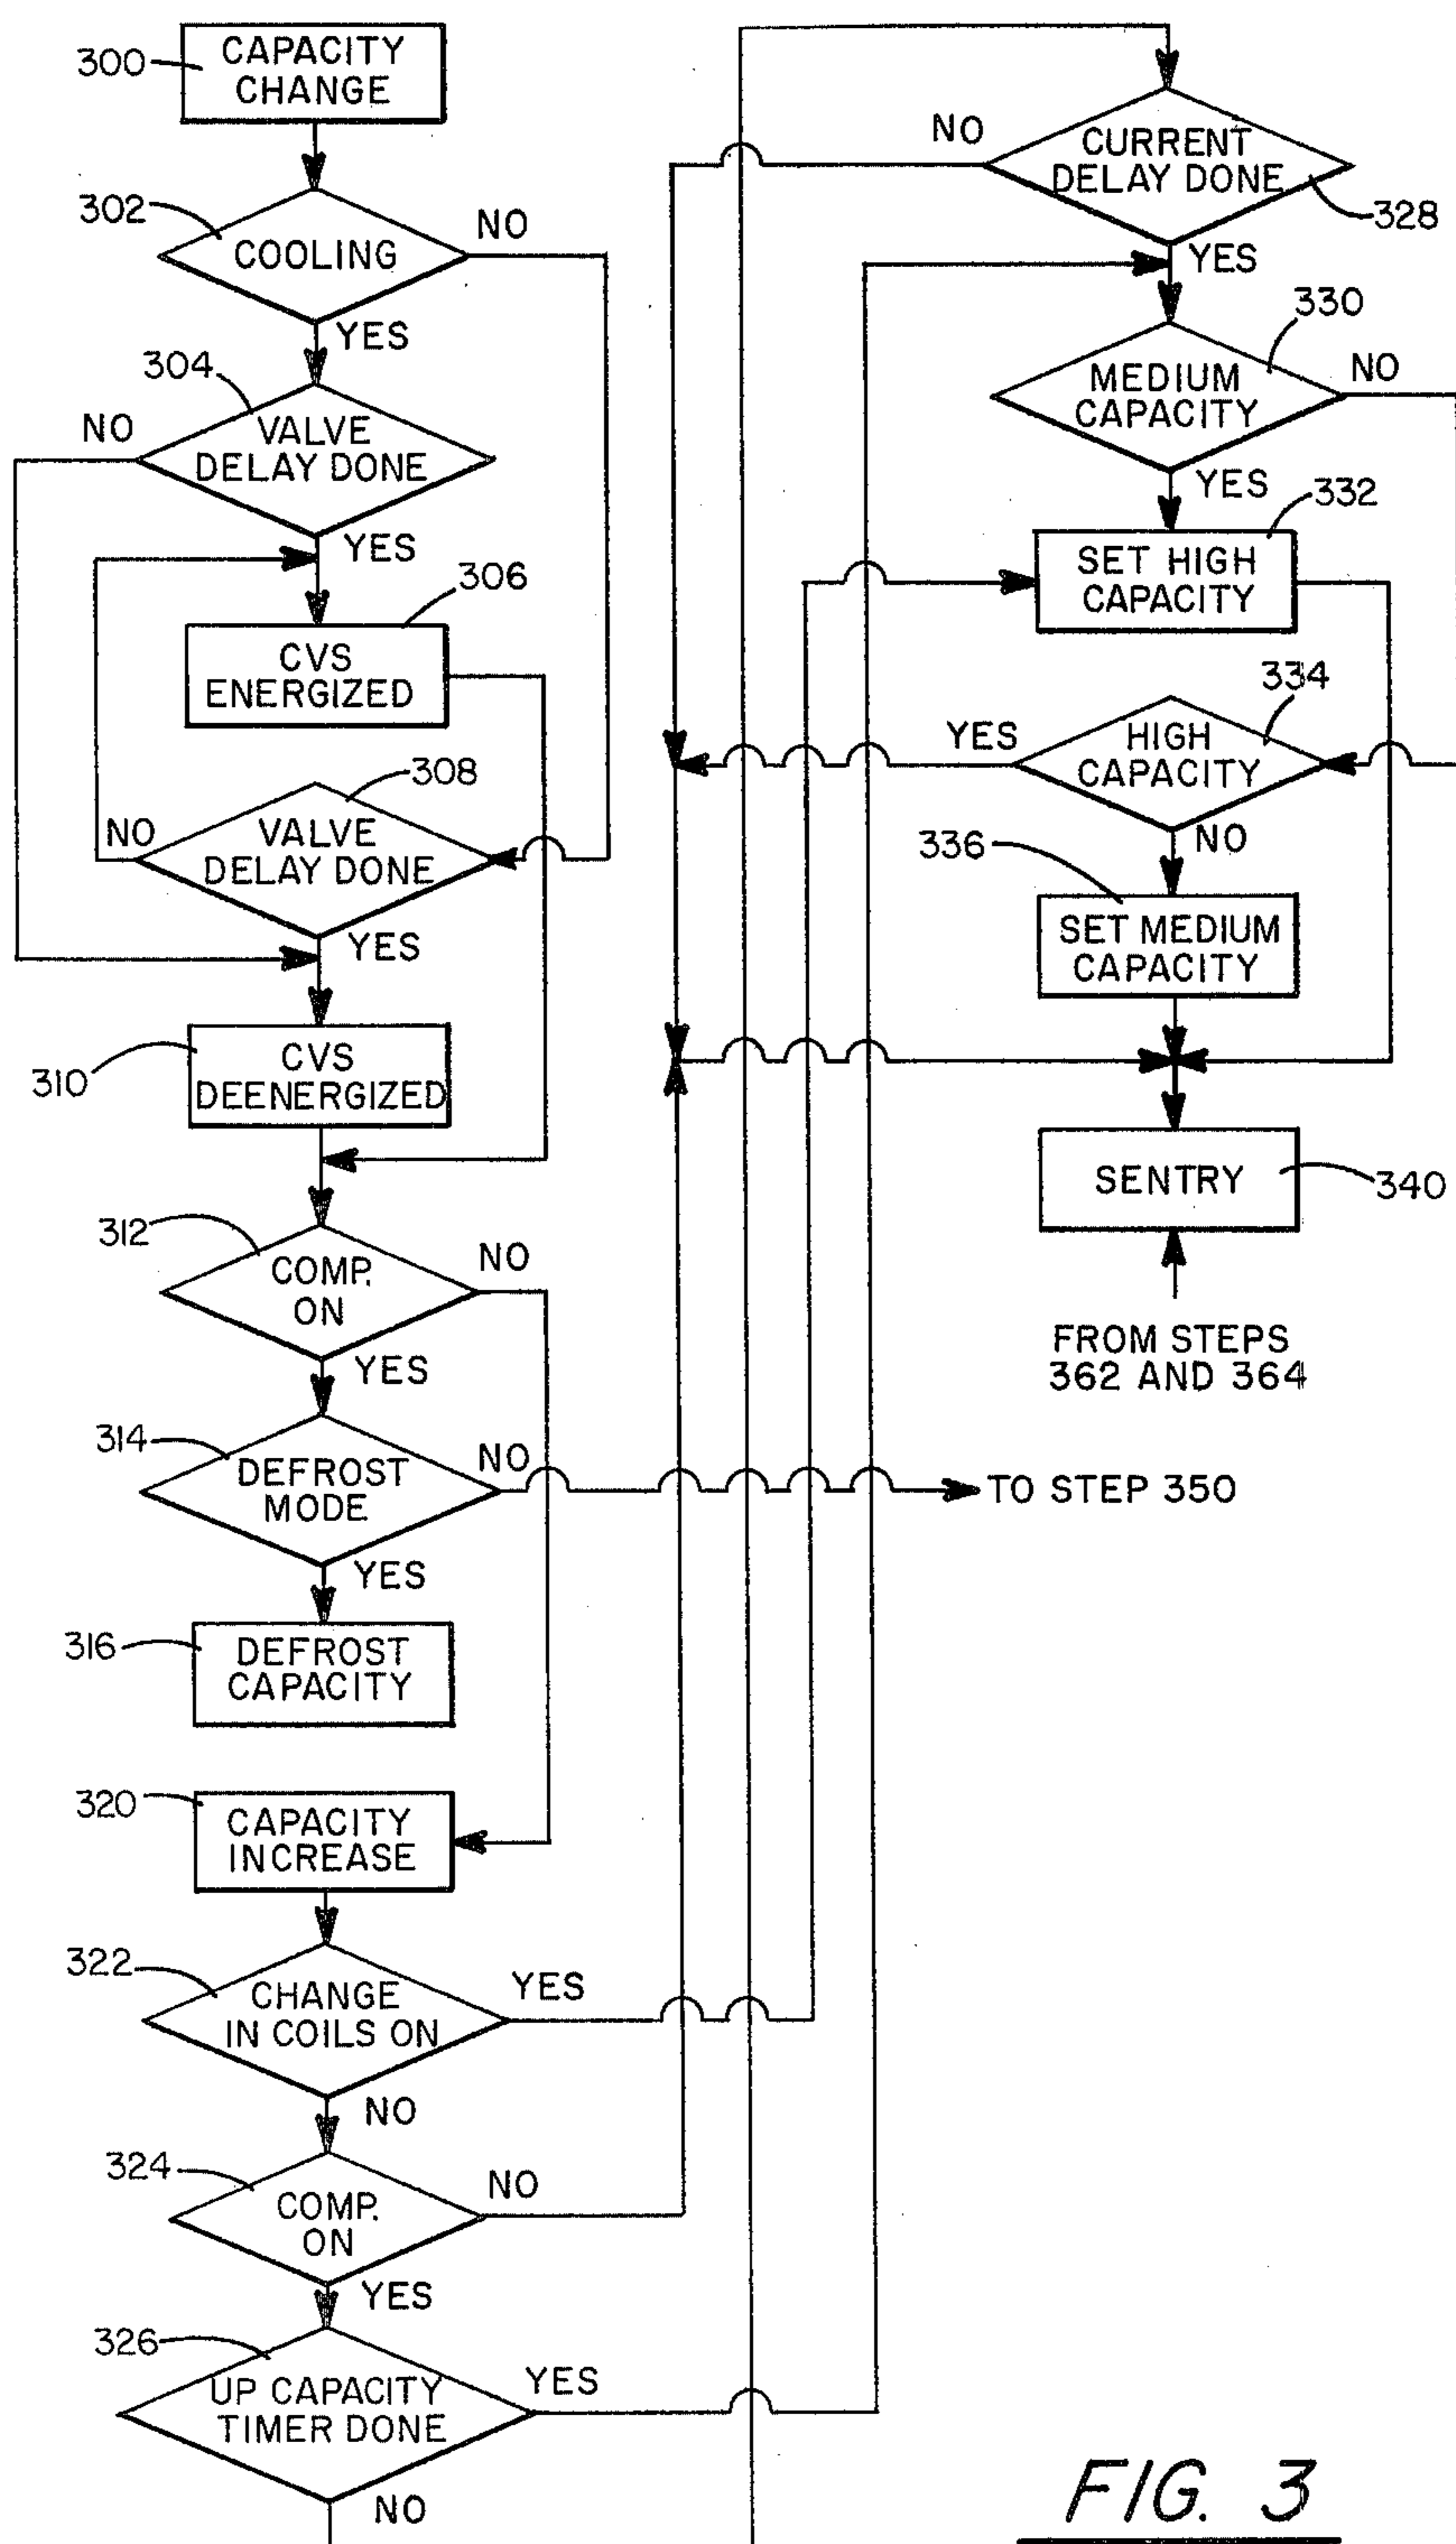 300
CAPACITY
CHANGE
302
COOLING
NO
YES
304
NO
VALVE
DELAY DONE
YES
306
CVS
ENERGIZED
308
NO
VALVE
DELAY DONE
YES
310
CVS
DEENERGIZED
312
COMP.
ON
NO
YES
314
DEFROST
MODE
NO
TO STEP 350
YES
316
DEFROST
CAPACITY
320
CAPACITY
INCREASE
322
CHANGE
IN COILS ON
YES
NO
324
COMP.
ON
NO
YES
326
UP CAPACITY
TIMER DONE
YES
NO
NO
CURRENT
DELAY DONE
328
YES
330
MEDIUM
CAPACITY
NO
YES
332
SET HIGH
CAPACITY
334
YES
HIGH
CAPACITY
NO
336
SET MEDIUM
CAPACITY
SENTRY
340
FROM STEPS
362 AND 364
FIG. 3